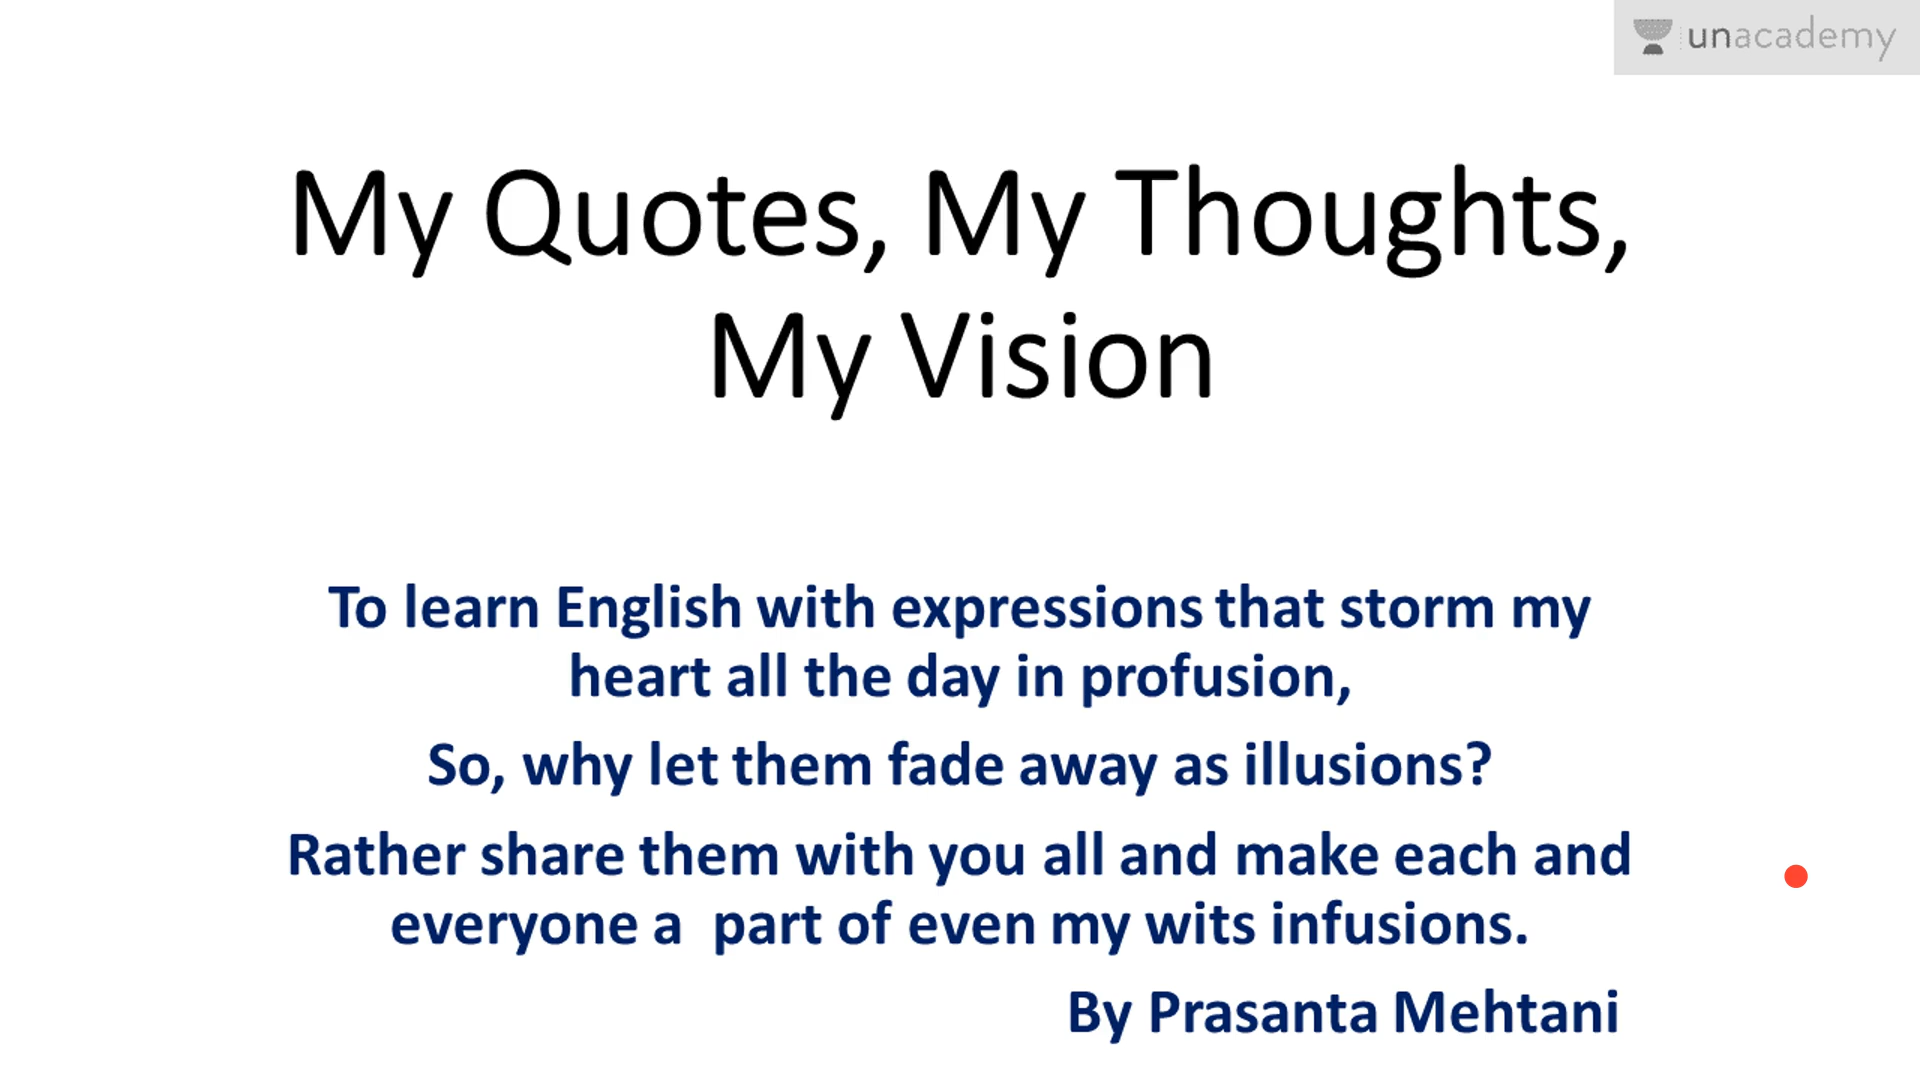 unacademy
My Quotes, My Thoughts,
My Vision
To learn English with expressions that storm my
heart all the day in profusion,
So, why let them fade away as illusions?
Rather share them with you all and make each and
everyone a  part of even my wits infusions.
By Prasanta Mehtani